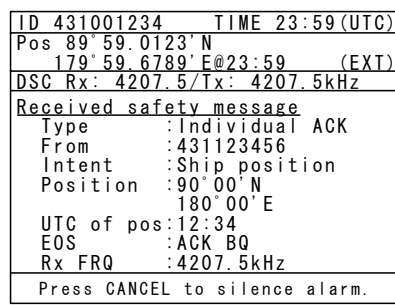 ID 431001234 TIME 23:59(UTC)
Pos 89°59.0123'N
179°59.6789'E@23:59 (EXT)
DSC Rx: 4207.5/Tx: 4207.5kHz
Received safety message
Type :Individual ACK
From :431123456
Intent :Ship position
Position :90°00'N
180°00'E
UTC of pos:12:34
EOS :ACK BQ
Rx FRQ :4207.5kHz
Press CANCEL to silence alarm.